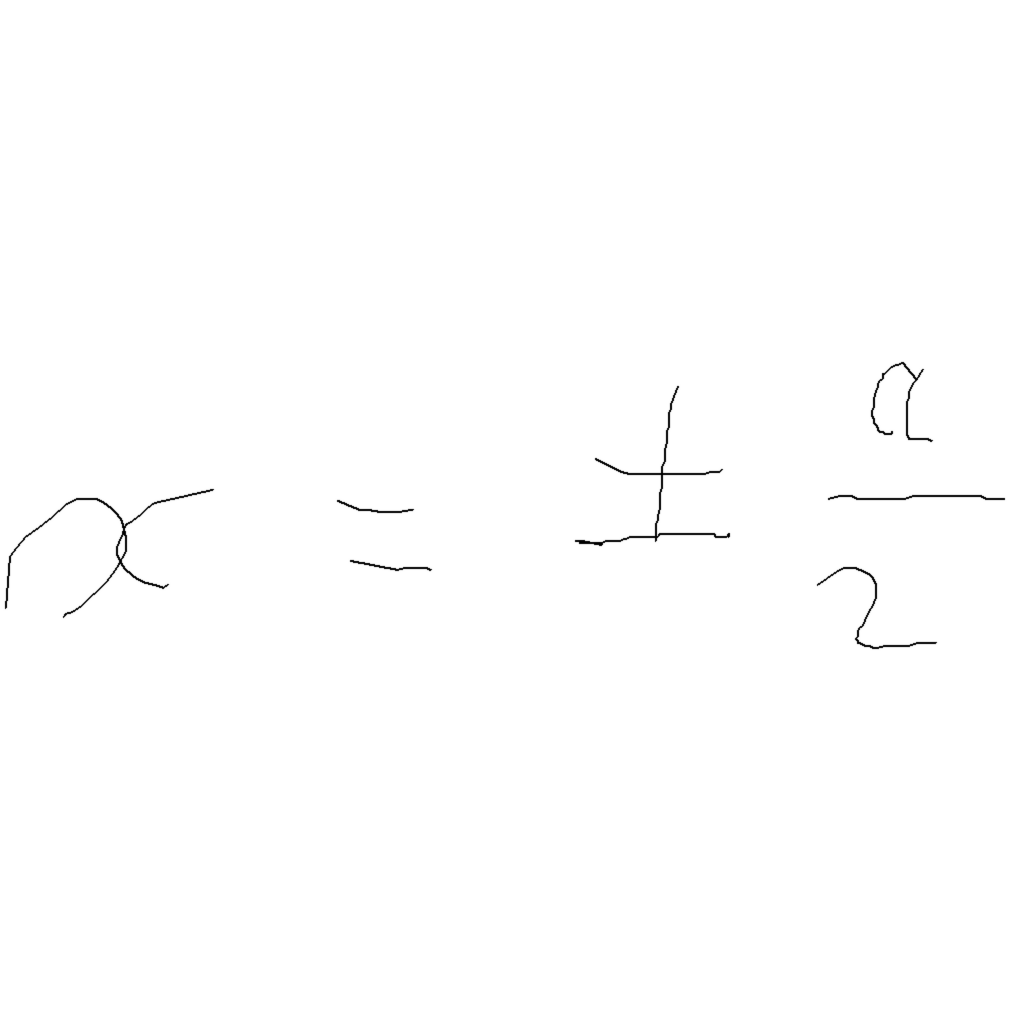 x = ± a/2